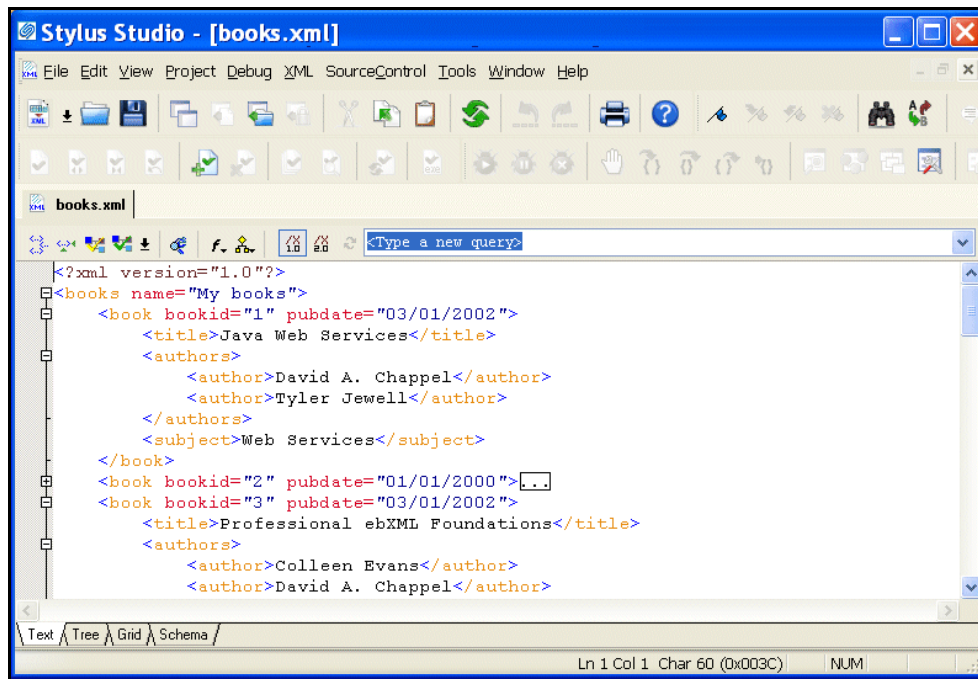 Stylus Studio - [books.xml]
File Edit View Project Debug XML SourceControl Tools Window Help
books.xml
<Type a new query>
<?xml version="1.0"?>
<books name="My books">
<book bookid="1" pubdate="03/01/2002">
<title>Java Web Services</title>
<authors>
<author>David A. Chappel</author>
<author>Tyler Jewell</author>
</authors>
<subject>Web Services</subject>
</book>
<book bookid="2" pubdate="01/01/2000">...
<book bookid="3" pubdate="03/01/2002">
<title>Professional ebXML Foundations</title>
<authors>
<author>Colleen Evans</author>
<author>David A. Chappel</author>
Text Tree Grid Schema
Ln 1 Col 1 Char 60 (0x003C) NUM